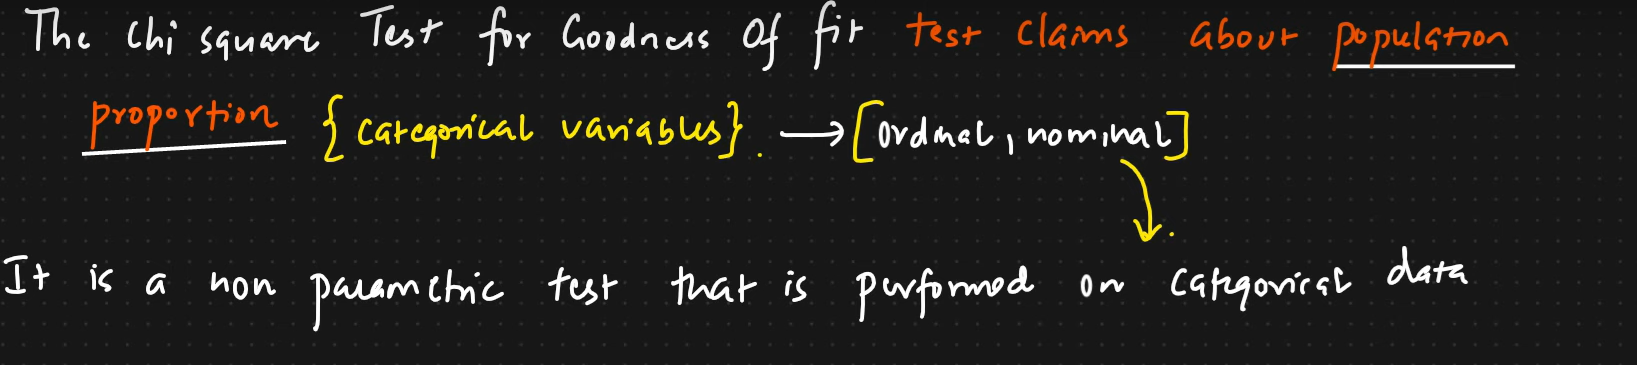 The Chi square Test for Goodness of fit test claims about population
proportion {categorical variables}. → [ordinal, nominal]
It is a non parametric test that is performed on categorical data